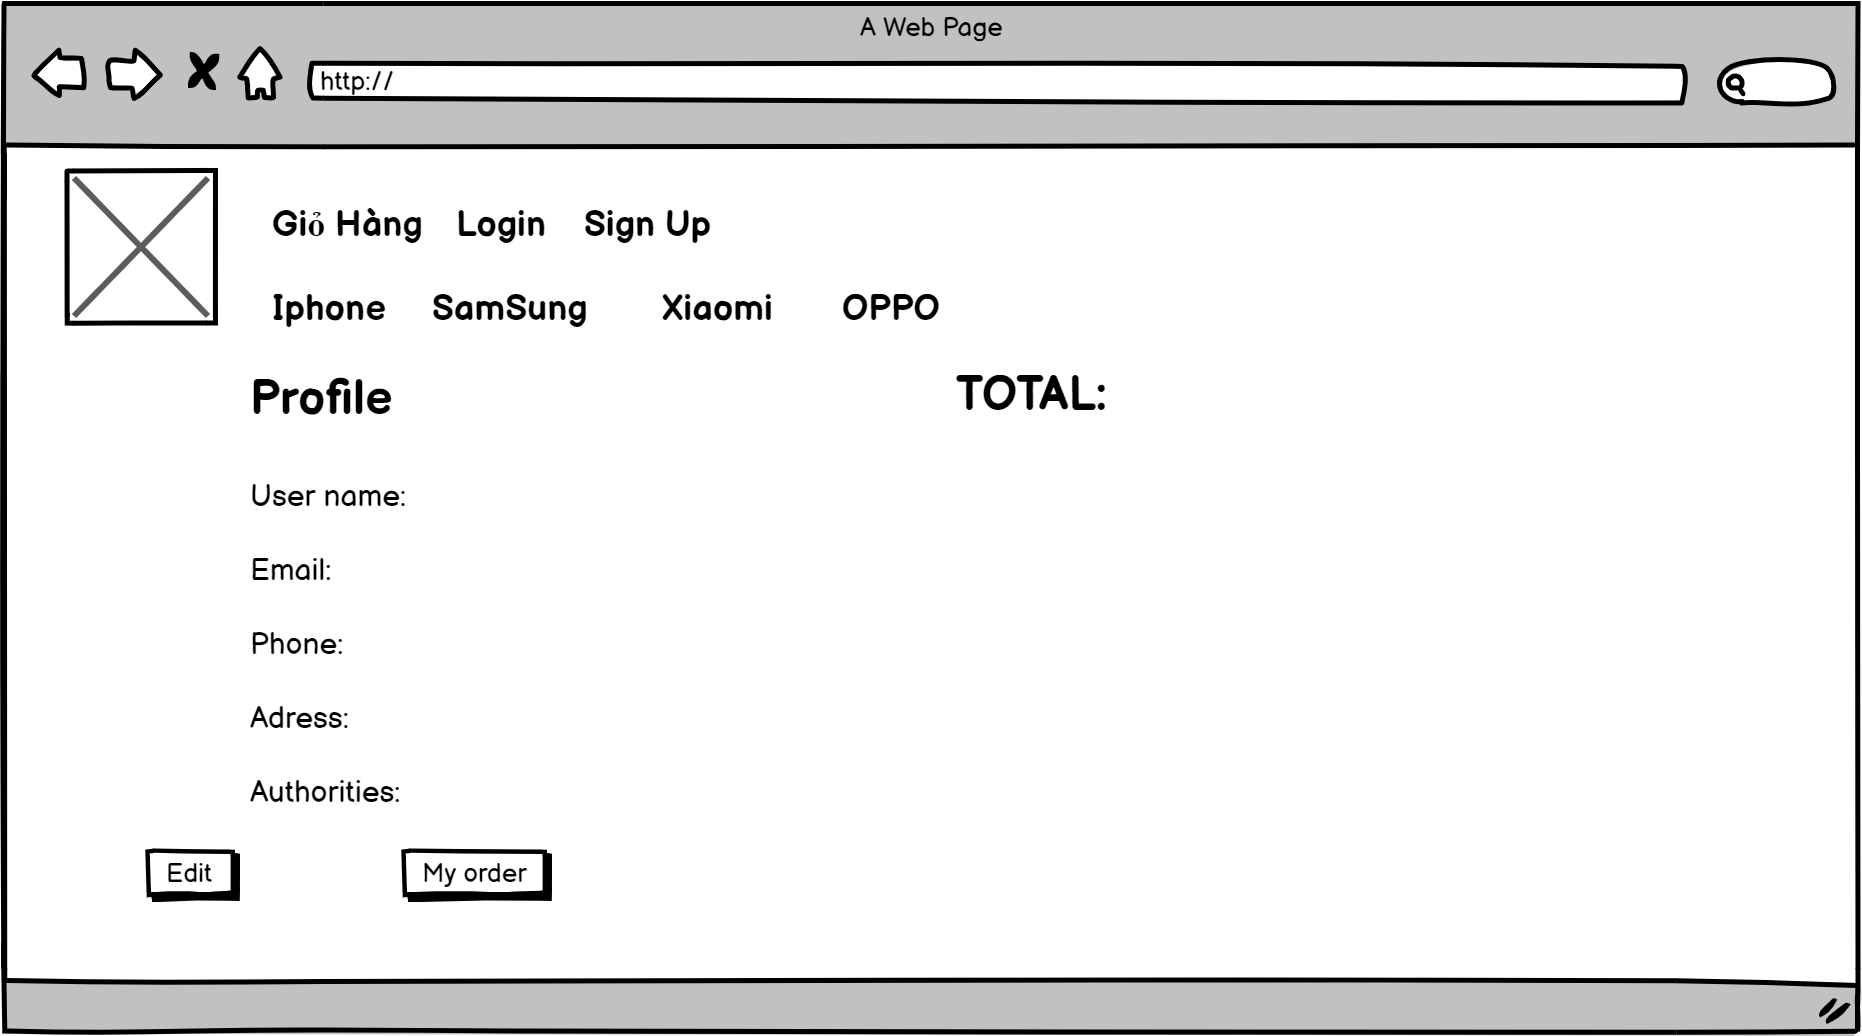 A Web Page
http://
Giỏ Hàng Login Sign Up
Iphone SamSung Xiaomi OPPO
Profile TOTAL:
User name:
Email:
Phone:
Adress:
Authorities:
Edit My order